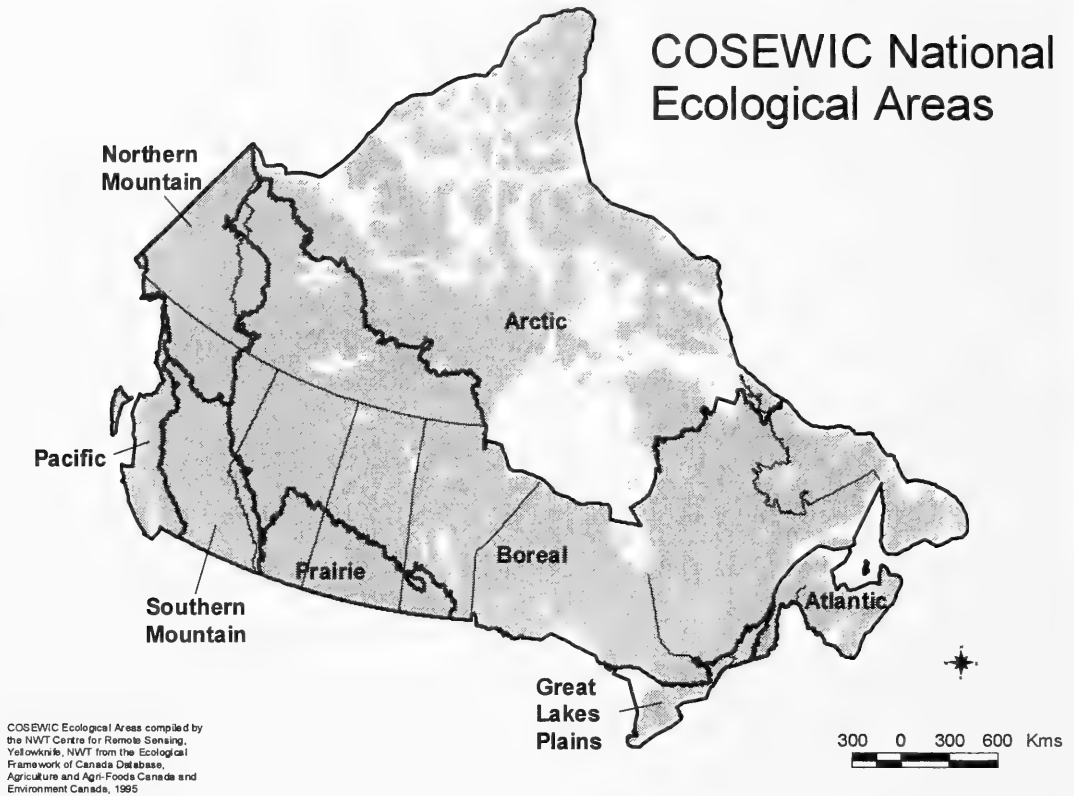 COSEWIC National
Ecological Areas
Northern
Mountain
Arctic
Pacific
Boreal
Prairie
Atlantic
Southern
Mountain
Great
Lakes
Plains
300 0 300 600 Kms
COSEWIC Ecological Areas compiled by
the NWT Centre for Remote Sensing,
Yellowknife, NWT from the Ecological
Framework of Canada Database,
Agriculture and Agri-Foods Canada and
Environment Canada, 1995